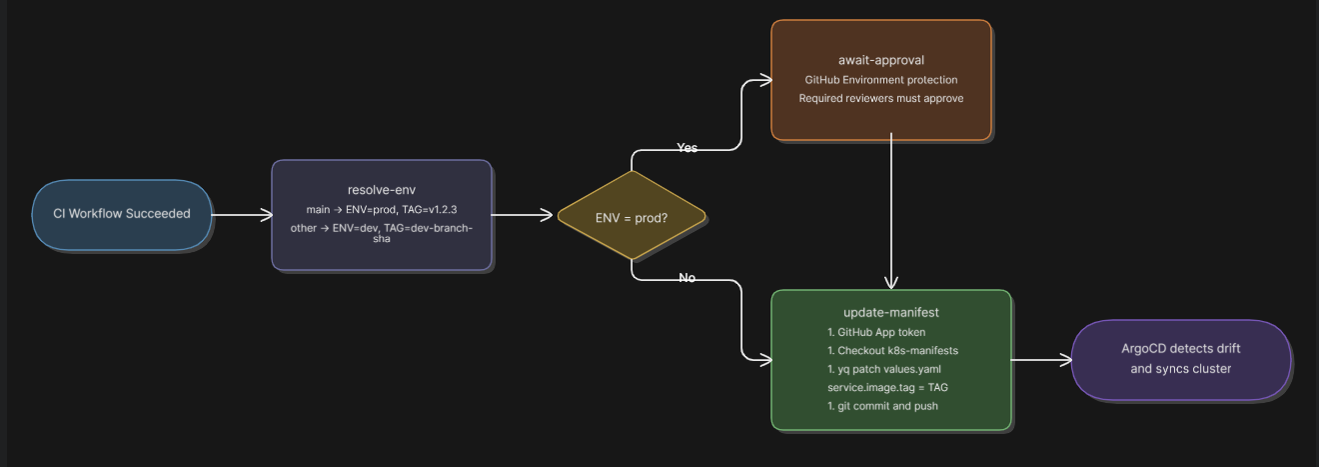 CI Workflow Succeeded
resolve-env
main → ENV=prod, TAG=v1.2.3
other → ENV=dev, TAG=dev-branch-
sha
ENV = prod?
Yes
No
await-approval
GitHub Environment protection
Required reviewers must approve
update-manifest
1. GitHub App token
1. Checkout k8s-manifests
1. yq patch values.yaml
service.image.tag = TAG
1. git commit and push
ArgoCD detects drift
and syncs cluster